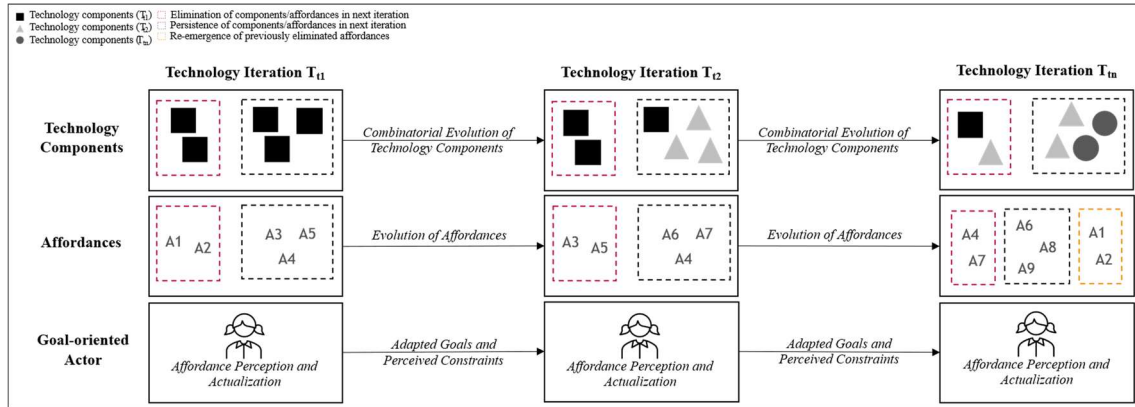 Technology components (Tt1) Elimination of components/affordances in next iteration
Technology components (Tt2) Persistence of components/affordances in next iteration
Technology components (Ttn) Re-emergence of previously eliminated affordances
Technology Iteration Tt1
Technology Iteration Tt2
Technology Iteration Ttn
Technology
Components
Combinatorial Evolution of
Technology Components
Combinatorial Evolution of
Technology Components
Affordances
A1
A2
A3
A5
A4
Evolution of Affordances
A3
A5
A6
A7
A4
Evolution of Affordances
A4
A7
A6
A8
A9
A1
A2
Goal-oriented
Actor
Affordance Perception and
Actualization
Adapted Goals and
Perceived Constraints
Affordance Perception and
Actualization
Adapted Goals and
Perceived Constraints
Affordance Perception and
Actualization